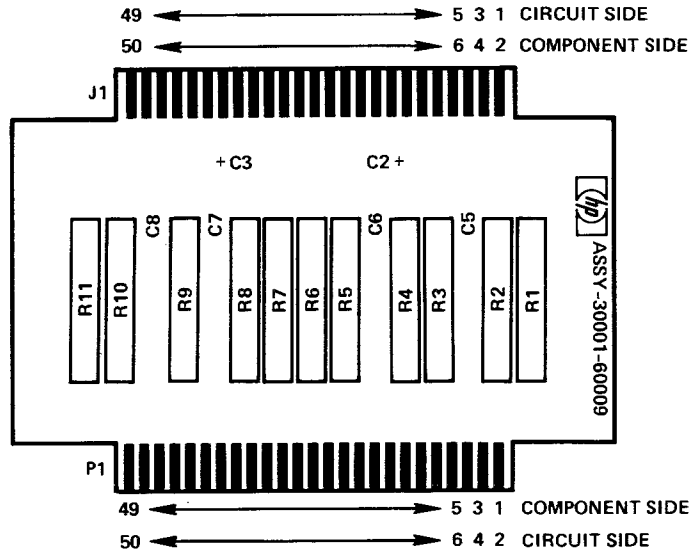 49 5 3 1 CIRCUIT SIDE
50 6 4 2 COMPONENT SIDE
J1
+C3 C2+
hp
ASSY-30001-60009
R11 R10 C8 R9 C7 R8 R7 R6 R5 C6 R4 R3 C5 R2 R1
P1
49 5 3 1 COMPONENT SIDE
50 6 4 2 CIRCUIT SIDE